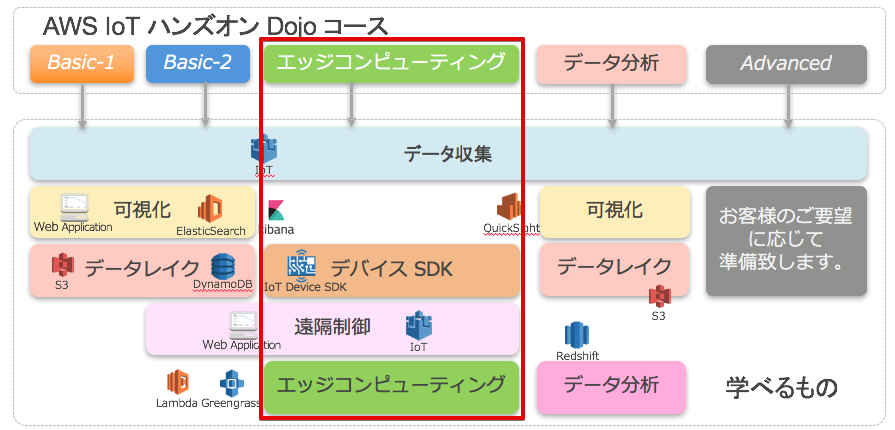 AWS IoT ハンズオン Dojo コース
Basic-1
Basic-2
エッジコンピューティング
データ分析
Advanced
データ収集
IoT
Web Application
可視化
ElasticSearch
kibana
QuickSight
可視化
お客様のご要望
に応じて
準備致します。
S3
データレイク
DynamoDB
IoT Device SDK
デバイス SDK
データレイク
S3
Web Application
遠隔制御
IoT
Redshift
Lambda
Greengrass
エッジコンピューティング
データ分析
学べるもの